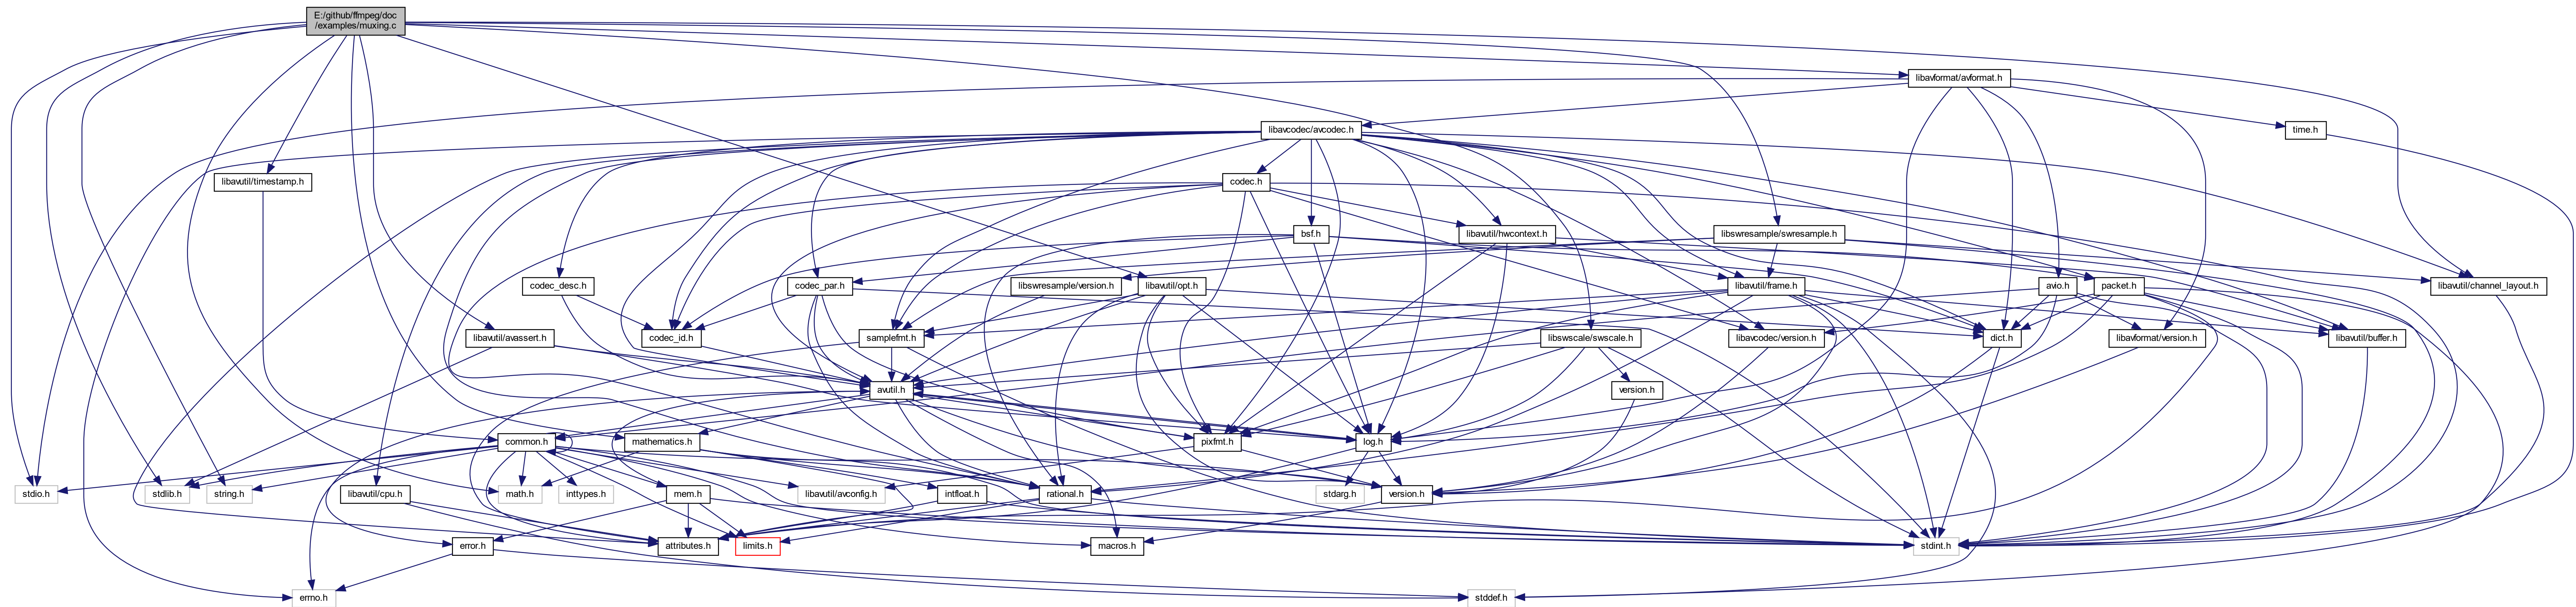 E:/github/ffmpeg/doc
/examples/muxing.c
libavformat/avformat.h
libavcodec/avcodec.h
time.h
libavutil/timestamp.h
codec.h
bsf.h
libavutil/hwcontext.h
libswresample/swresample.h
codec_desc.h
codec_par.h
libswresample/version.h
libavutil/opt.h
libavutil/frame.h
avio.h
packet.h
libavutil/channel_layout.h
libavutil/avassert.h
codec_id.h
samplefmt.h
libswscale/swscale.h
libavcodec/version.h
dict.h
libavformat/version.h
libavutil/buffer.h
avutil.h
version.h
common.h
mathematics.h
pixfmt.h
log.h
stdio.h
stdlib.h
string.h
libavutil/cpu.h
math.h
inttypes.h
mem.h
libavutil/avconfig.h
intfloat.h
rational.h
stdarg.h
version.h
error.h
attributes.h
limits.h
macros.h
stdint.h
errno.h
stddef.h